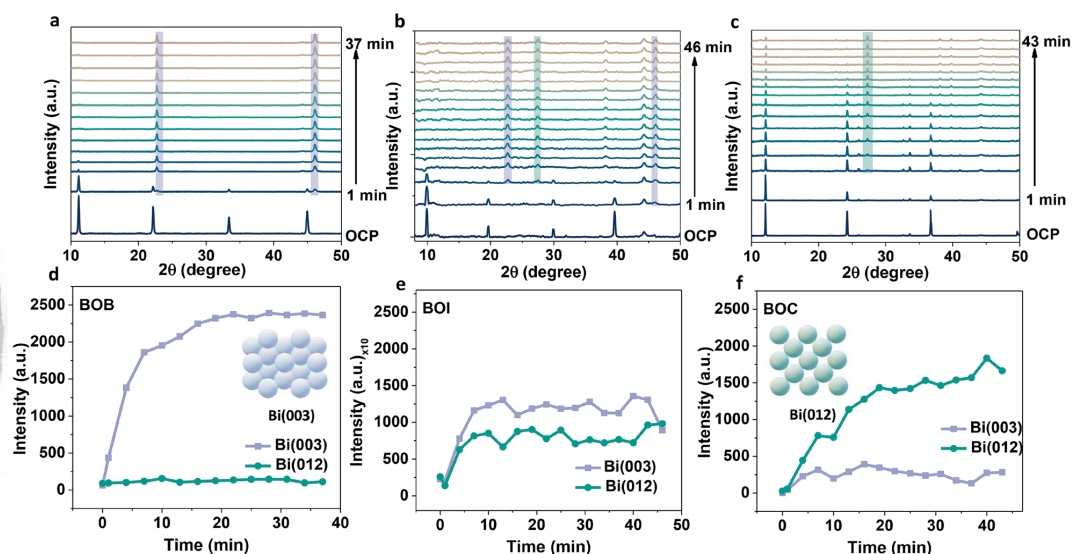 a
37 min
1 min
OCP
Intensity (a.u.)
10 20 30 40 50
2θ (degree)
b
46 min
1 min
OCP
Intensity (a.u.)
10 20 30 40 50
2θ (degree)
c
43 min
1 min
OCP
Intensity (a.u.)
10 20 30 40 50
2θ (degree)
d
BOB
2500
2000
1500
1000
500
0
Intensity (a.u.)
Bi(003)
Bi(003)
Bi(012)
0 10 20 30 40
Time (min)
e
BOI
2500
2000
1500
1000
500
0
Intensity (a.u.)x10
Bi(003)
Bi(012)
0 10 20 30 40 50
Time (min)
f
BOC
2500
2000
1500
1000
500
0
Intensity (a.u.)
Bi(012)
Bi(003)
Bi(012)
0 10 20 30 40
Time (min)